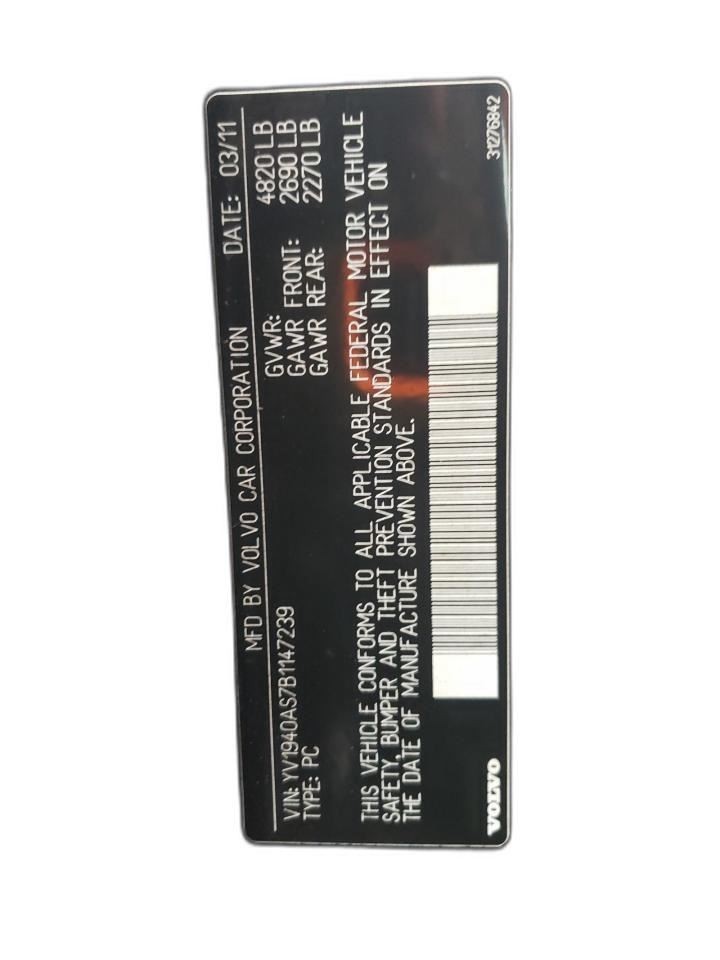 MFD BY VOLVO CAR CORPORATION DATE: 03/11
GVWR: 4820 LB
GAWR FRONT: 2690 LB
GAWR REAR: 2270 LB
VIN: YV1940AS7B1147239
TYPE: PC
THIS VEHICLE CONFORMS TO ALL APPLICABLE FEDERAL MOTOR VEHICLE
SAFETY, BUMPER AND THEFT PREVENTION STANDARDS IN EFFECT ON
THE DATE OF MANUFACTURE SHOWN ABOVE.
VOLVO
31276842